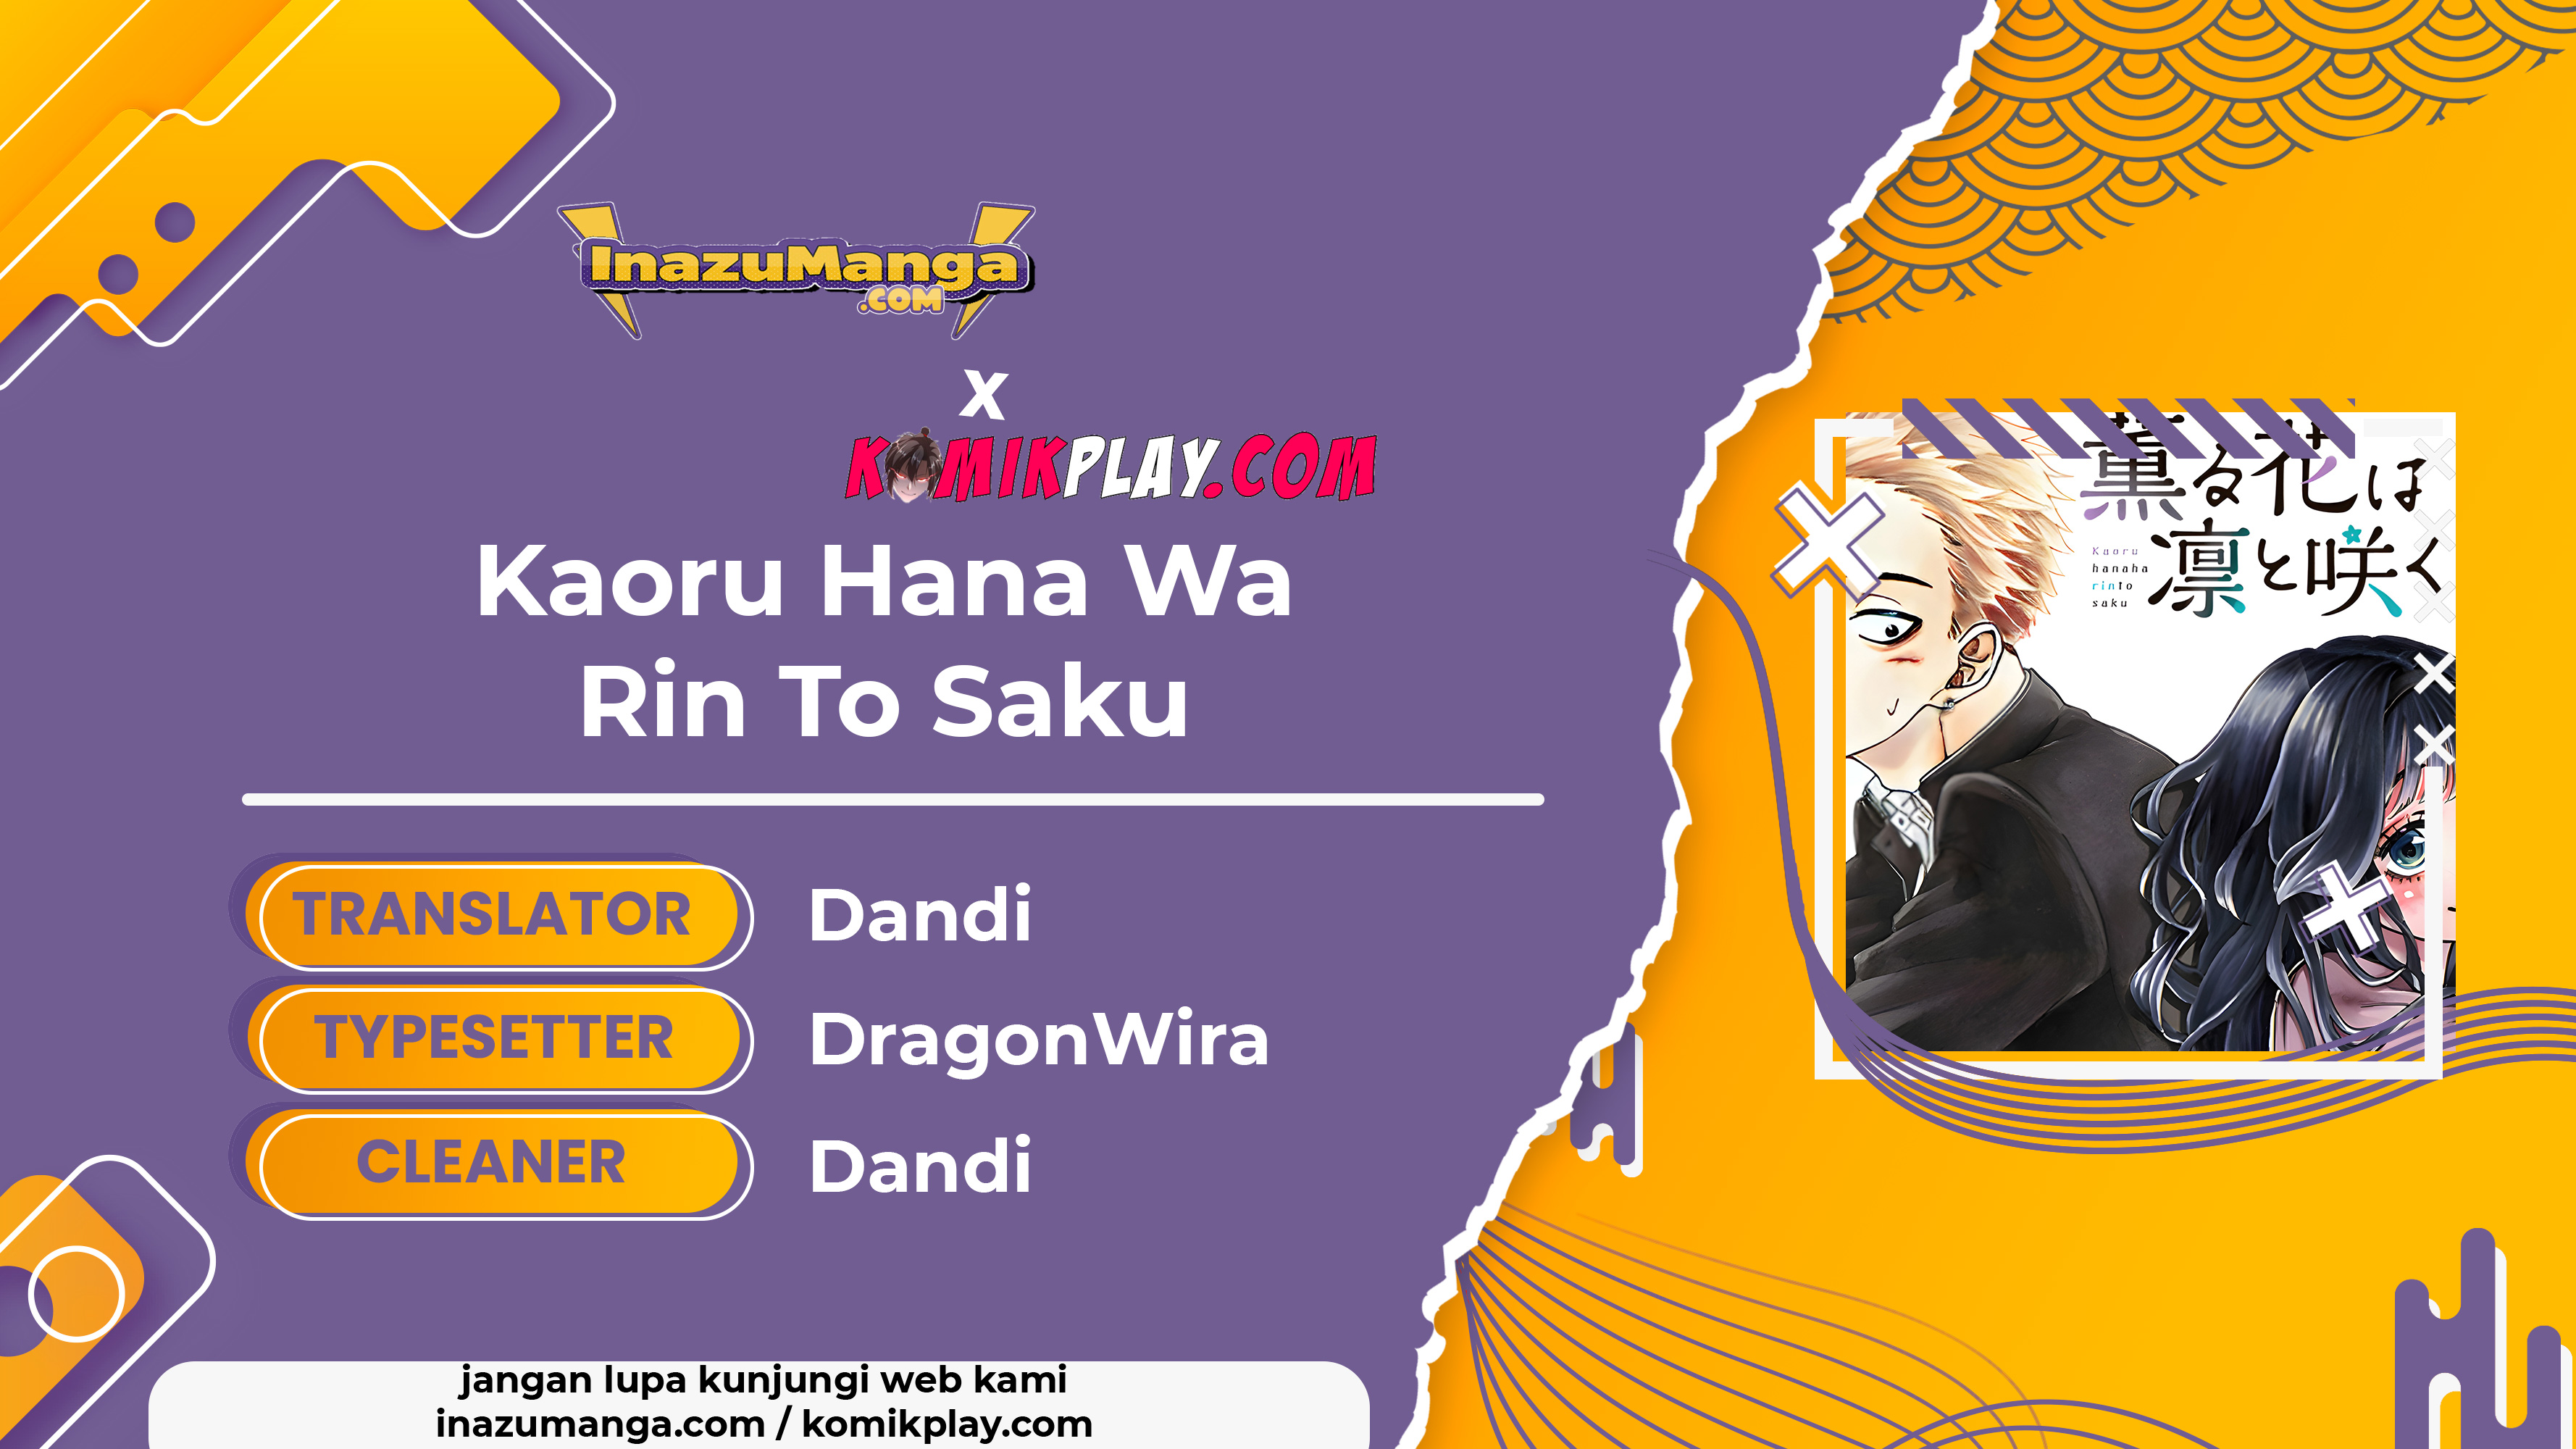 InazuManga
.COM
x
KOMIKPLAY.COM
Kaoru Hana Wa
Rin To Saku
TRANSLATOR
Dandi
TYPESETTER
DragonWira
CLEANER
Dandi
jangan lupa kunjungi web kami
inazumanga.com / komikplay.com
薫る花は
凛と咲く
Kaoru
hanaha
rinto
saku